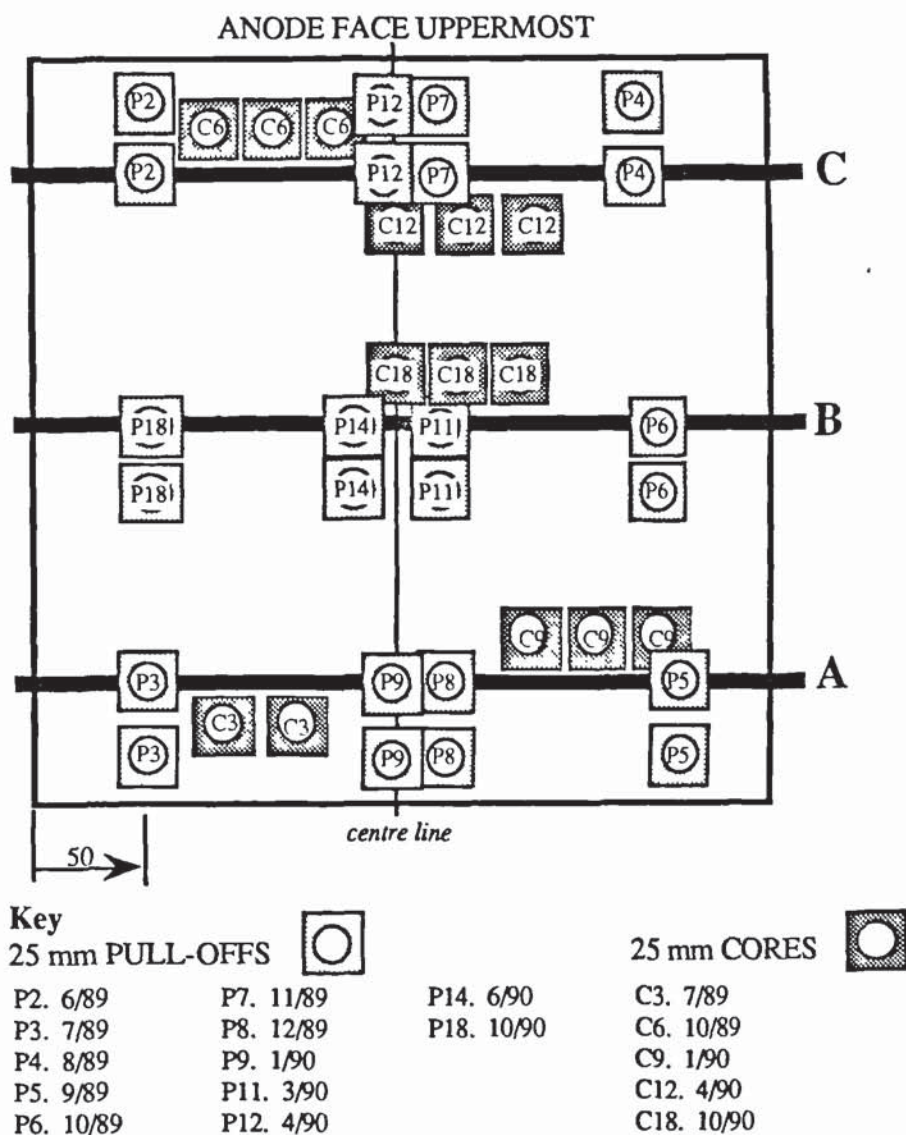 ANODE FACE UPPERMOST
P2 P12 P7 P4
C6 C6 C6
P2 P12 P7 P4 C
C12 C12 C12
C18 C18 C18
P18 P14 P11 P6 B
P18 P14 P11 P6
C9 C9 C9
P3 P9 P8 P5 A
C3 C3
P3 P9 P8 P5
centre line
50
Key
25 mm PULL-OFFS 25 mm CORES
P2. 6/89 P7. 11/89 P14. 6/90 C3. 7/89
P3. 7/89 P8. 12/89 P18. 10/90 C6. 10/89
P4. 8/89 P9. 1/90 C9. 1/90
P5. 9/89 P11. 3/90 C12. 4/90
P6. 10/89 P12. 4/90 C18. 10/90